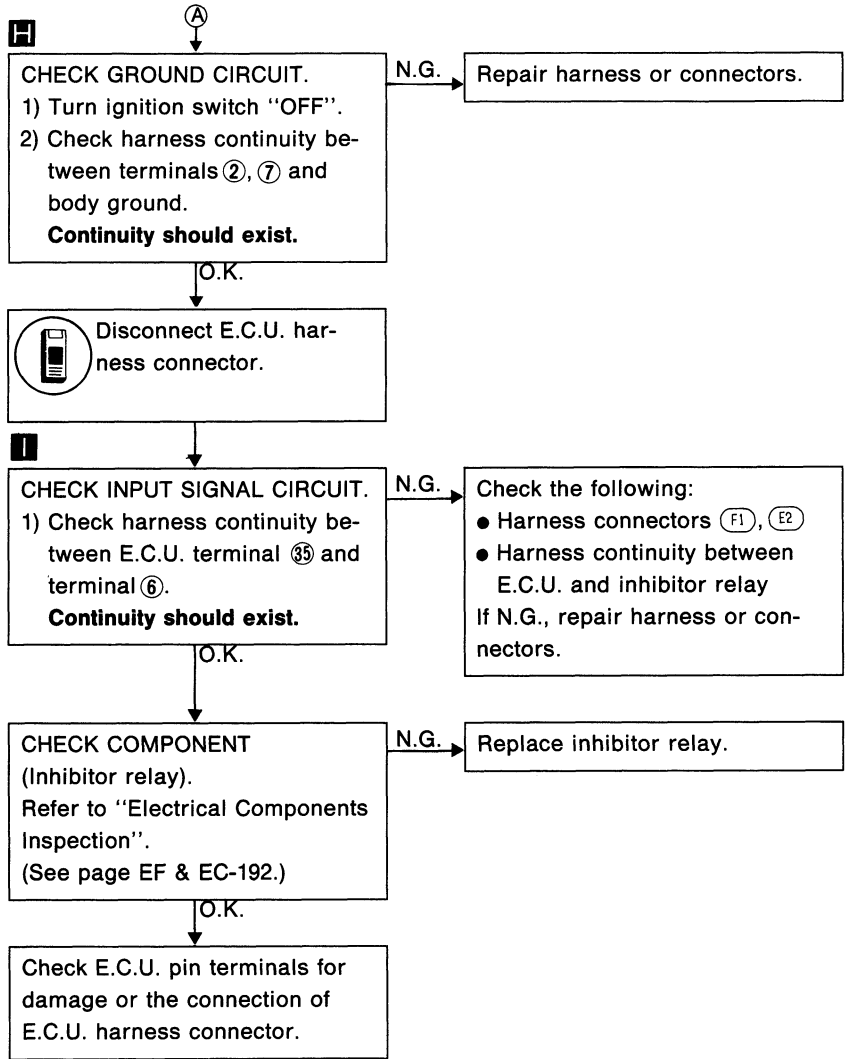 Ⓐ
H
CHECK GROUND CIRCUIT.
1) Turn ignition switch "OFF".
2) Check harness continuity be-
tween terminals ②, ⑦ and
body ground.
Continuity should exist.
N.G.
Repair harness or connectors.
O.K.
Disconnect E.C.U. har-
ness connector.
I
CHECK INPUT SIGNAL CIRCUIT.
1) Check harness continuity be-
tween E.C.U. terminal ㉟ and
terminal ⑥.
Continuity should exist.
N.G.
Check the following:
● Harness connectors (F1), (E2)
● Harness continuity between
E.C.U. and inhibitor relay
If N.G., repair harness or con-
nectors.
O.K.
CHECK COMPONENT
(Inhibitor relay).
Refer to "Electrical Components
Inspection".
(See page EF & EC-192.)
N.G.
Replace inhibitor relay.
O.K.
Check E.C.U. pin terminals for
damage or the connection of
E.C.U. harness connector.